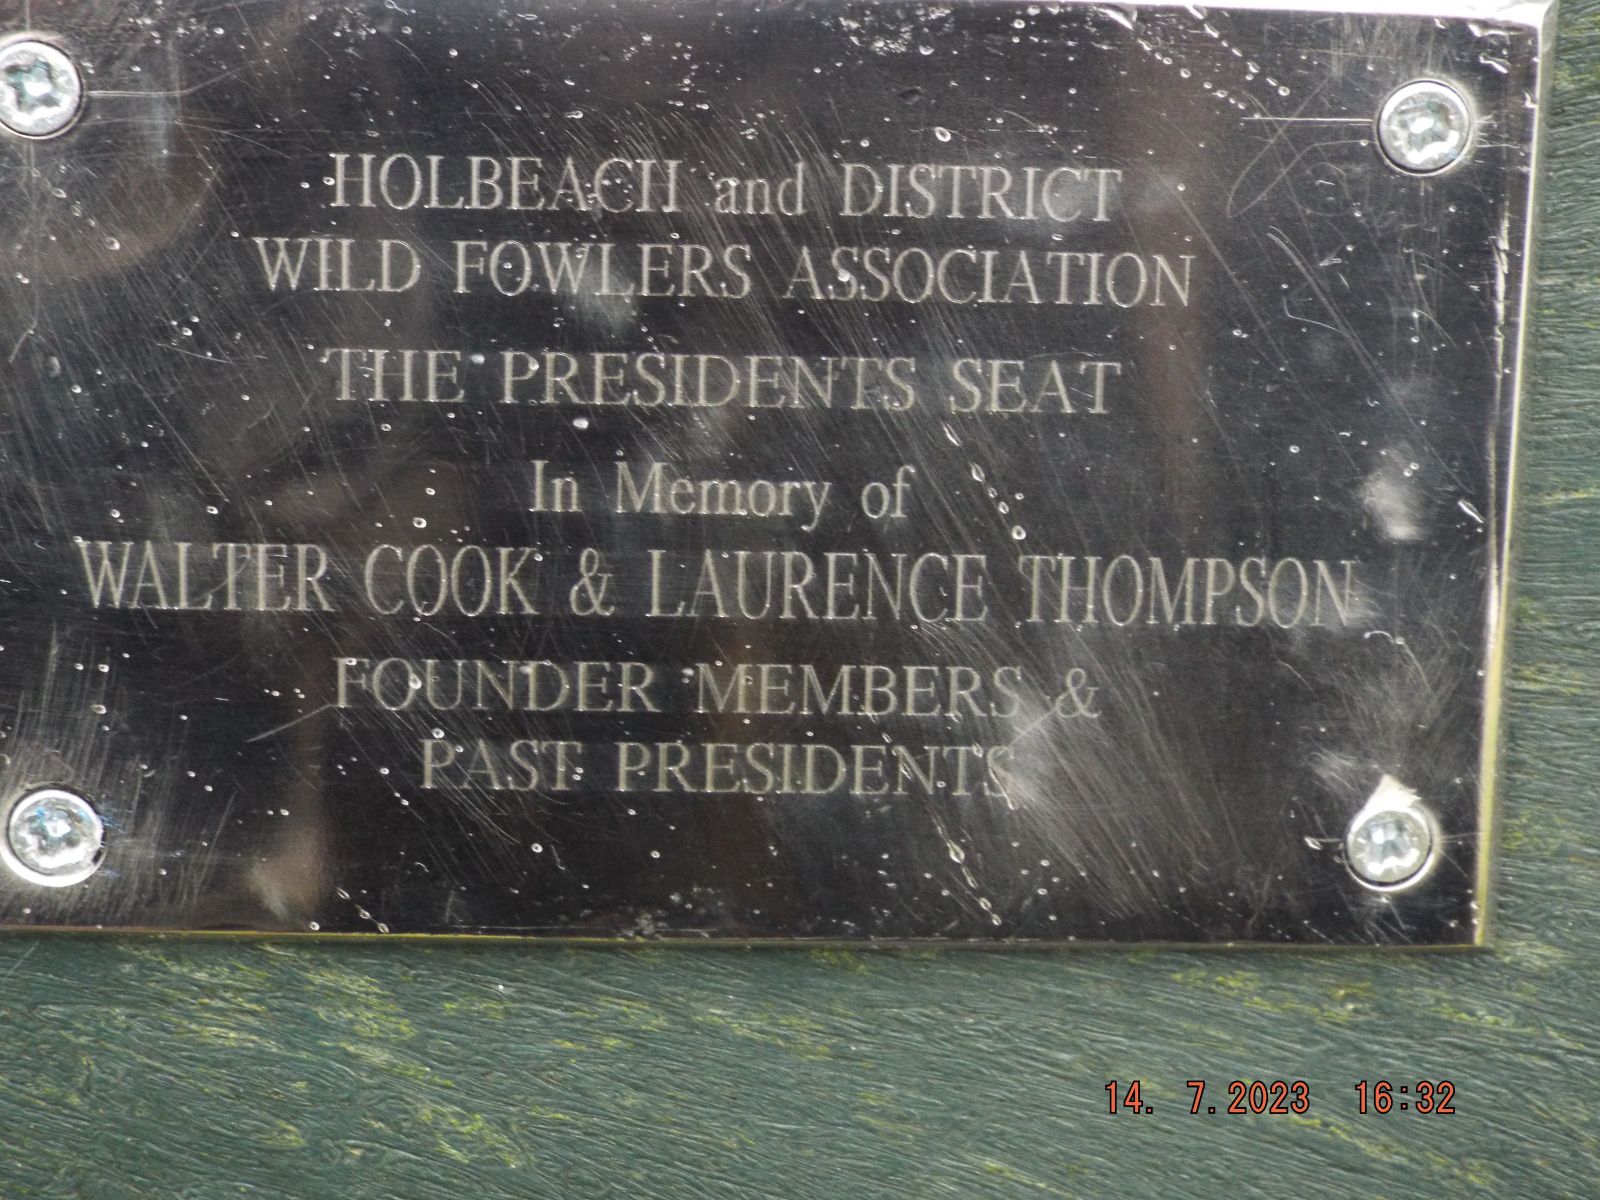 HOLBEACH and DISTRICT
WILD FOWLERS ASSOCIATION
THE PRESIDENTS SEAT
In Memory of
WALTER COOK & LAURENCE THOMPSON
FOUNDER MEMBERS &
PAST PRESIDENTS
14. 7.2023 16:32